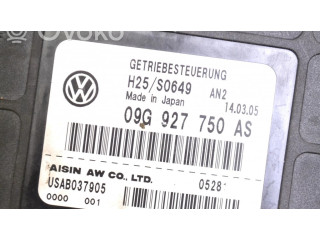 OVOKO
GETRIEBESTEUERUNG
H25/S0649 AN2
Made in Japan 14.03.05
09G 927 750 AS
AISIN AW CO., LTD.
USAB037905 0528
0000 001